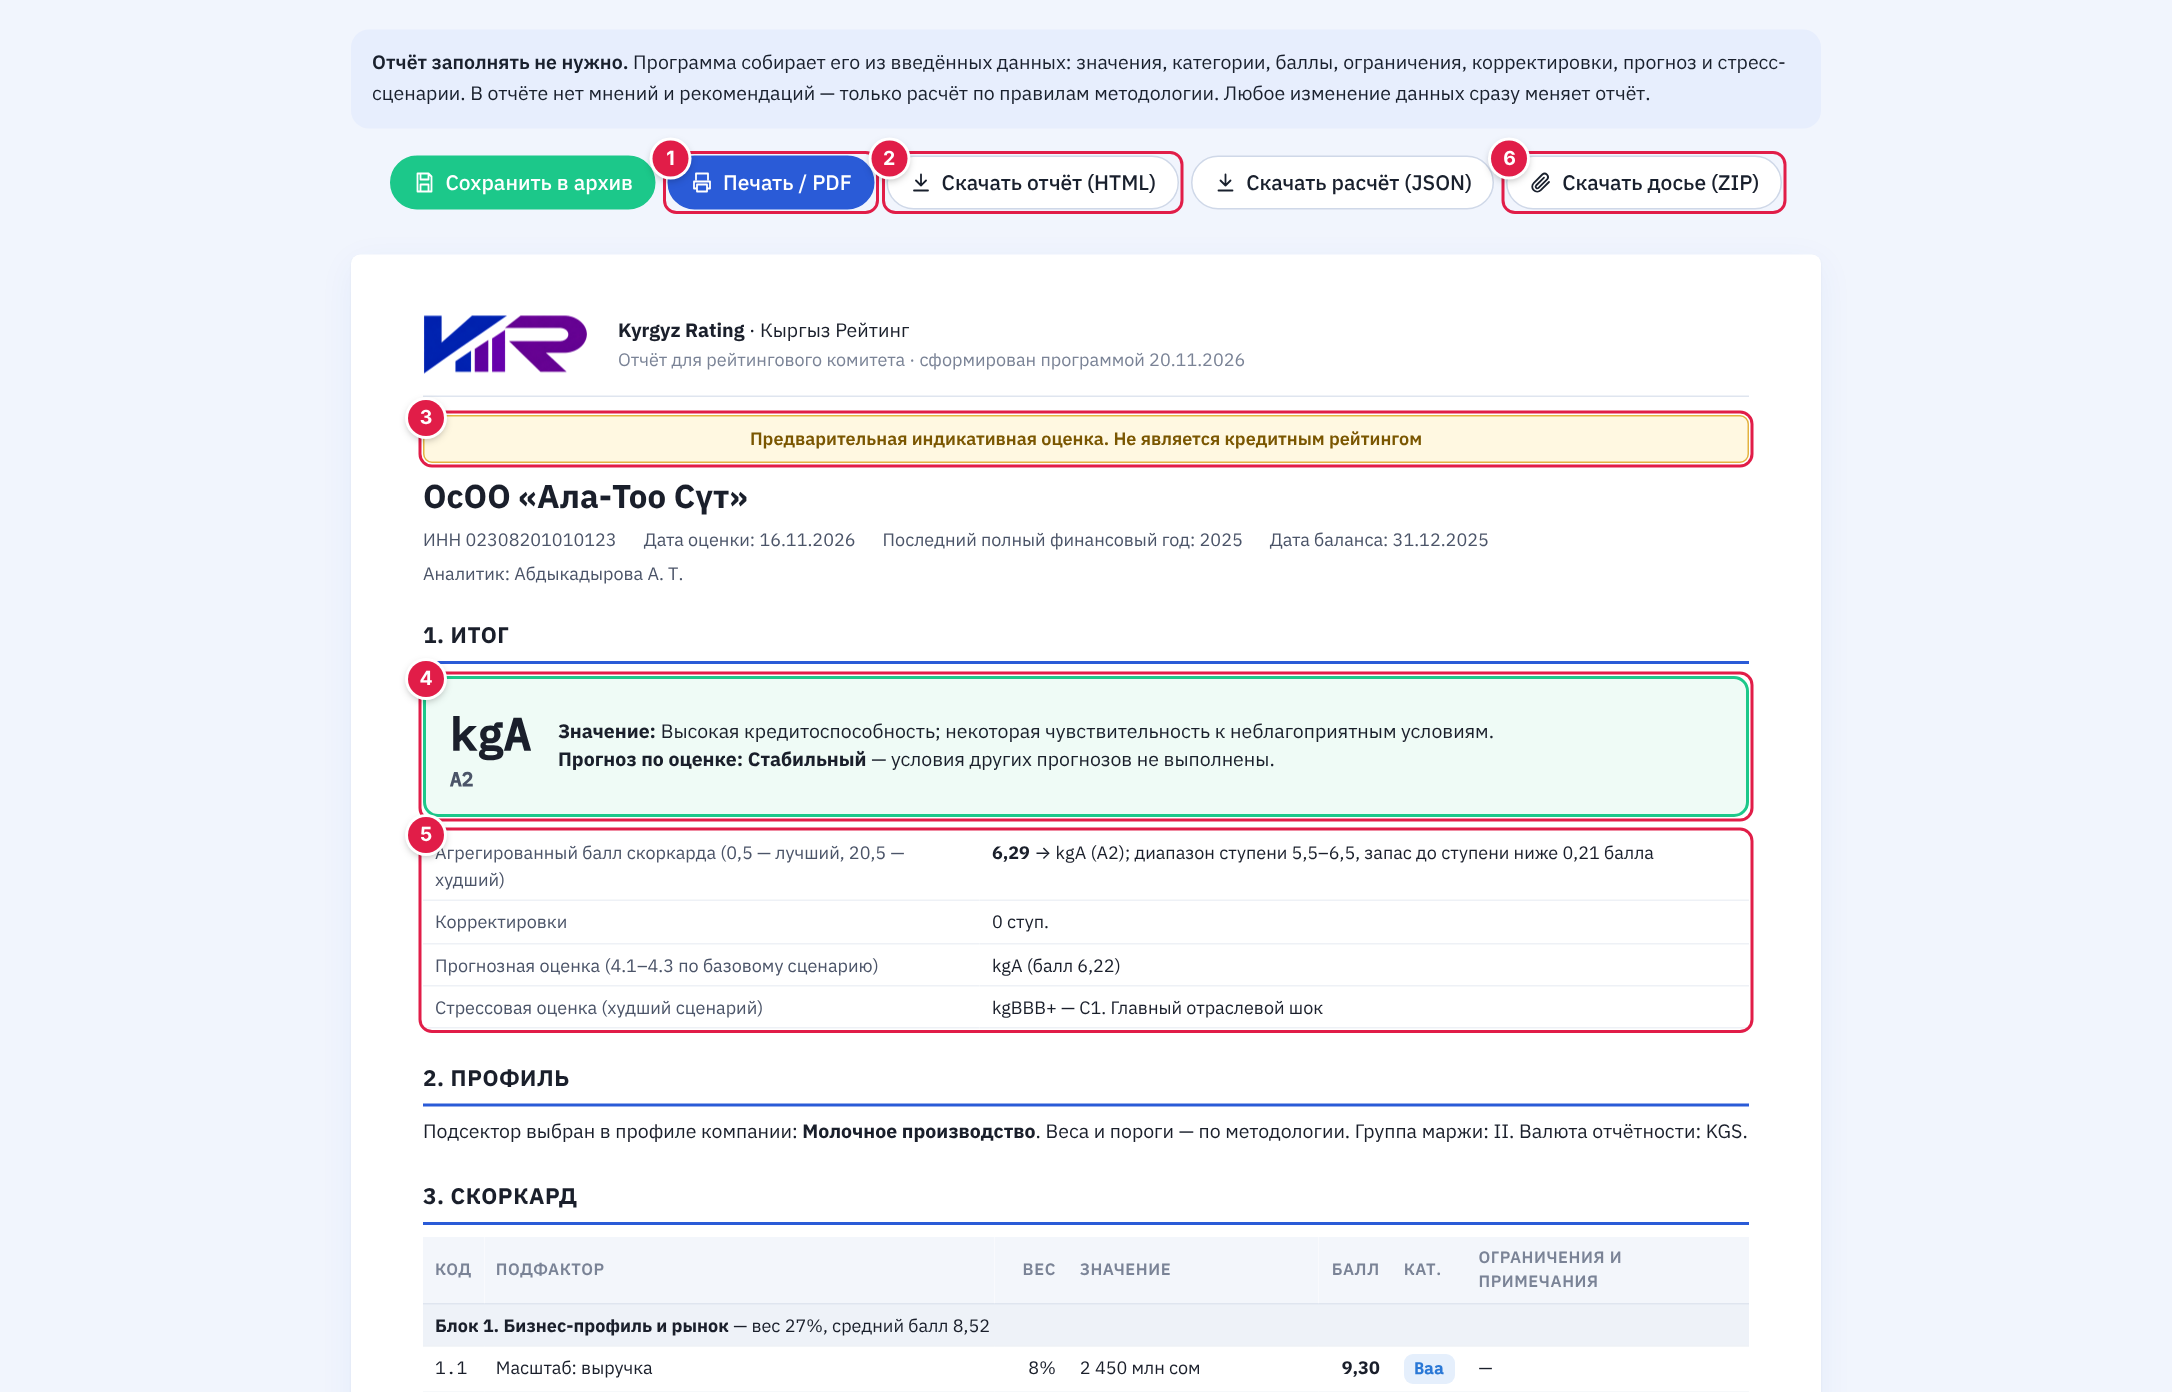 Отчёт заполнять не нужно. Программа собирает его из введённых данных: значения, категории, баллы, ограничения, корректировки, прогноз и стресс-
сценарии. В отчёте нет мнений и рекомендаций — только расчёт по правилам методологии. Любое изменение данных сразу меняет отчёт.
Сохранить в архив 1 Печать / PDF 2 Скачать отчёт (HTML) Скачать расчёт (JSON) 6 Скачать досье (ZIP)
KR
Kyrgyz Rating · Кыргыз Рейтинг
Отчёт для рейтингового комитета · сформирован программой 20.11.2026
3
Предварительная индикативная оценка. Не является кредитным рейтингом
ОсОО «Ала-Тоо Сүт»
ИНН 02308201010123 Дата оценки: 16.11.2026 Последний полный финансовый год: 2025 Дата баланса: 31.12.2025
Аналитик: Абдыкадырова А. Т.
1. ИТОГ
4
kgA
A2
Значение: Высокая кредитоспособность; некоторая чувствительность к неблагоприятным условиям.
Прогноз по оценке: Стабильный — условия других прогнозов не выполнены.
5
Агрегированный балл скоркарда (0,5 — лучший, 20,5 —
худший)
6,29 → kgA (A2); диапазон ступени 5,5–6,5, запас до ступени ниже 0,21 балла
Корректировки 0 ступ.
Прогнозная оценка (4.1–4.3 по базовому сценарию) kgA (балл 6,22)
Стрессовая оценка (худший сценарий) kgBBB+ — С1. Главный отраслевой шок
2. ПРОФИЛЬ
Подсектор выбран в профиле компании: Молочное производство. Веса и пороги — по методологии. Группа маржи: II. Валюта отчётности: KGS.
3. СКОРКАРД
КОД ПОДФАКТОР ВЕС ЗНАЧЕНИЕ БАЛЛ КАТ. ОГРАНИЧЕНИЯ И
ПРИМЕЧАНИЯ
Блок 1. Бизнес-профиль и рынок — вес 27%, средний балл 8,52
1.1 Масштаб: выручка 8% 2 450 млн сом 9,30 Baa —